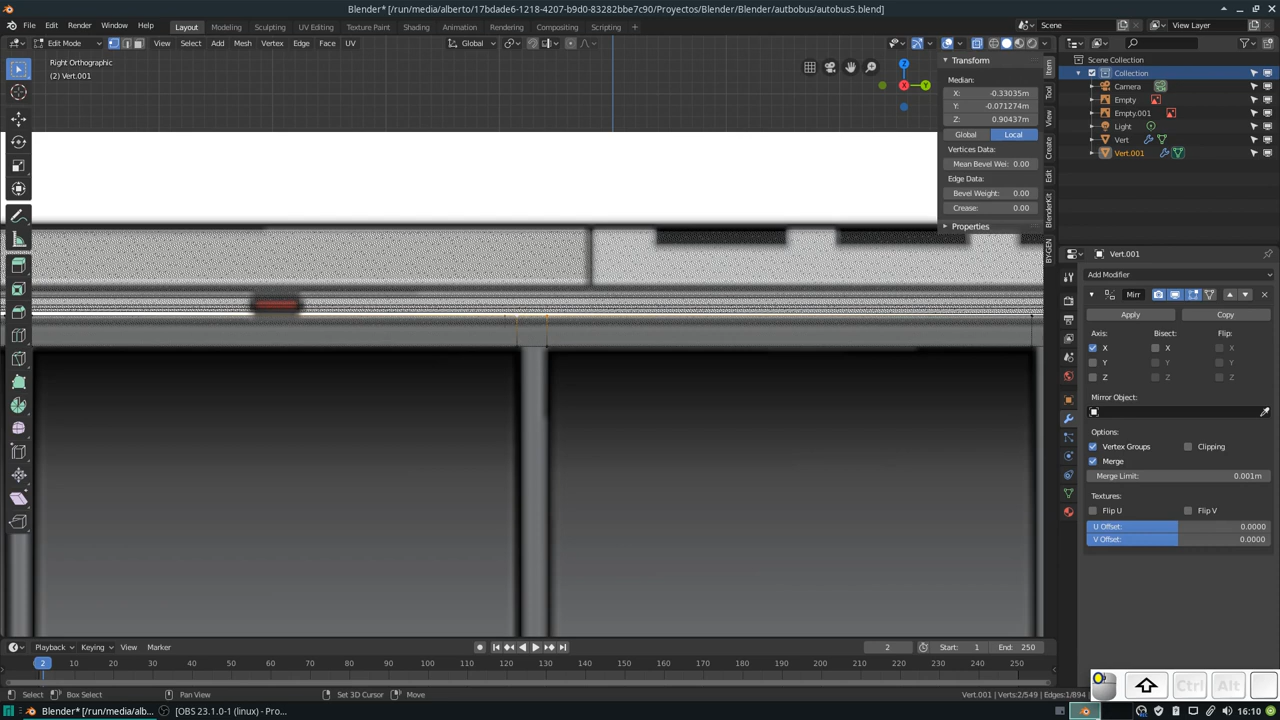 Blender* [/run/media/alberto/17bdade6-1218-4207-b9d0-83282bbe7c90/Proyectos/Blender/Blender/autbobus/autobus5.blend]
File Edit Render Window Help Layout Modeling Sculpting UV Editing Texture Paint Shading Animation Rendering Compositing Scripting + Scene View Layer
Edit Mode View Select Add Mesh Vertex Edge Face UV Global
Right Orthographic
(2) Vert.001
Z
X
Y
Transform
Median:
X: -0.33035m
Y: -0.071274m
Z: 0.90437m
Global Local
Vertices Data:
Mean Bevel Wei: 0.00
Edge Data:
Bevel Weight: 0.00
Crease: 0.00
Properties
Item
Tool
View
Create
Edit
BlenderKit
BY-GEN
Scene Collection
Collection
Camera
Empty
Empty.001
Light
Vert
Vert.001
Vert.001
Add Modifier
Mirr
Apply Copy
Axis: Bisect: Flip:
X X X
Y Y Y
Z Z Z
Mirror Object:
Options:
Vertex Groups Clipping
Merge
Merge Limit: 0.001m
Textures:
Flip U Flip V
U Offset: 0.0000
V Offset: 0.0000
Playback Keying View Marker 2 Start: 1 End: 250
2 10 20 30 40 50 60 70 80 90 100 110 120 130 140 150 160 170 180 190 200 210 220 230 240 250
Select Box Select Pan View Set 3D Cursor Move Vert.001 | Verts:2/549 | Edges:1/894
Ctrl Alt
Blender* [/run/media/alb... [OBS 23.1.0-1 (linux) - Pro... 16:10